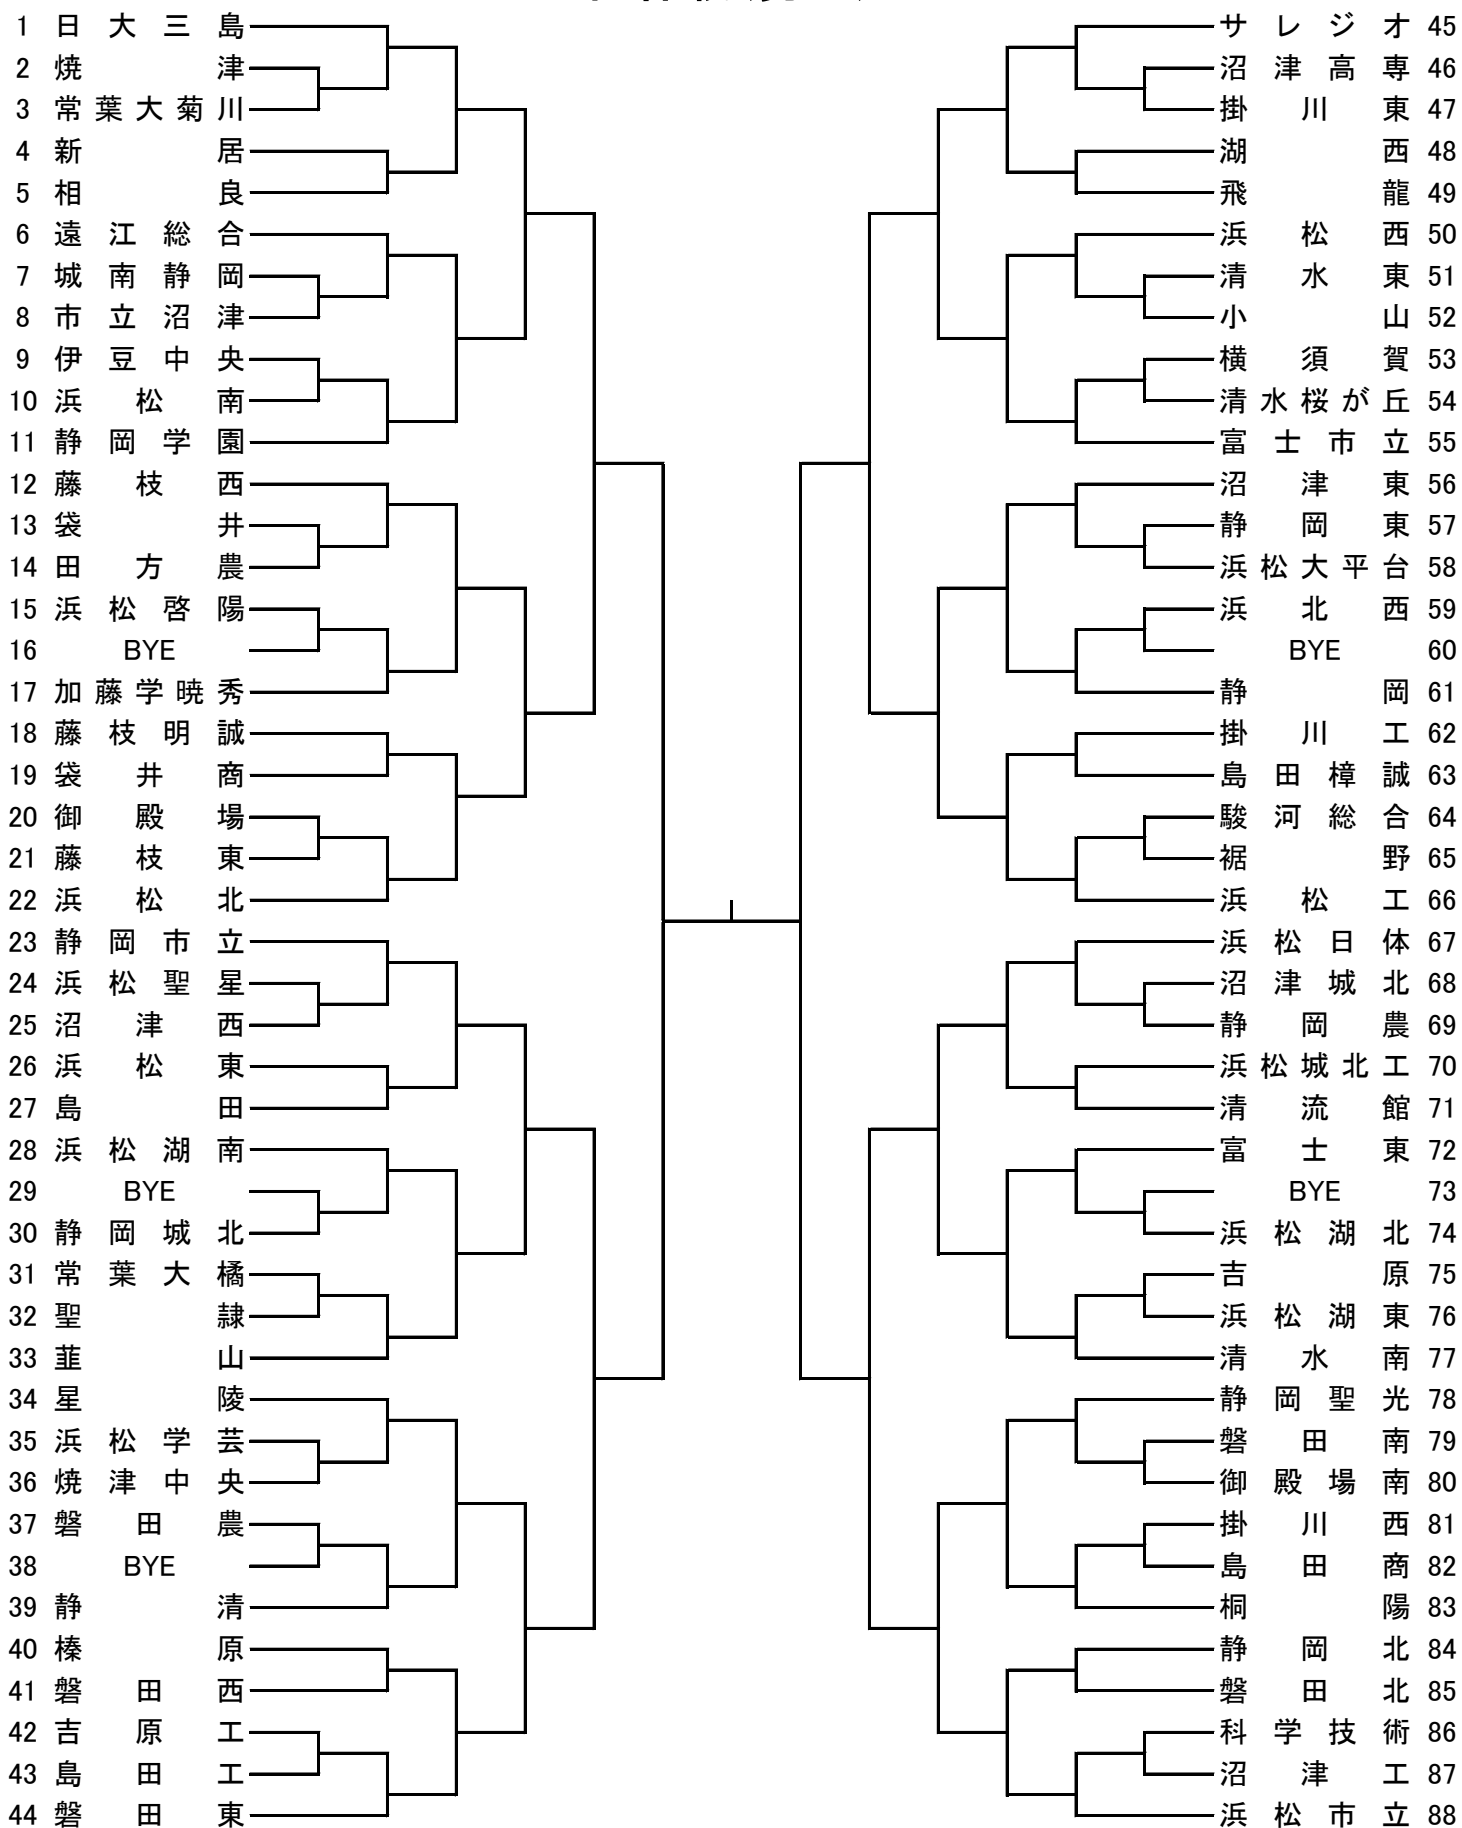 1 日大三島
2 焼津
3 常葉大菊川
4 新居
5 相良
6 遠江総合
7 城南静岡
8 市立沼津
9 伊豆中央
10 浜松南
11 静岡学園
12 藤枝西
13 袋井
14 田方農
15 浜松啓陽
16 BYE
17 加藤学暁秀
18 藤枝明誠
19 袋井商
20 御殿場
21 藤枝東
22 浜松北
23 静岡市立
24 浜松聖星
25 沼津西
26 浜松東
27 島田
28 浜松湖南
29 BYE
30 静岡城北
31 常葉大橘
32 聖隷
33 韮山
34 星陵
35 浜松学芸
36 焼津中央
37 磐田農
38 BYE
39 静清
40 榛原
41 磐田西
42 吉原工
43 島田工
44 磐田東
サレジオ 45
沼津高専 46
掛川東 47
湖西 48
飛龍 49
浜松西 50
清水東 51
小山 52
横須賀 53
清水桜が丘 54
富士市立 55
沼津東 56
静岡東 57
浜松大平台 58
浜北西 59
BYE 60
静岡 61
掛川工 62
島田樟誠 63
駿河総合 64
裾野 65
浜松工 66
浜松日体 67
沼津城北 68
静岡農 69
浜松城北工 70
清流館 71
富士東 72
BYE 73
浜松湖北 74
吉原 75
浜松湖東 76
清水南 77
静岡聖光 78
磐田南 79
御殿場南 80
掛川西 81
島田商 82
桐陽 83
静岡北 84
磐田北 85
科学技術 86
沼津工 87
浜松市立 88